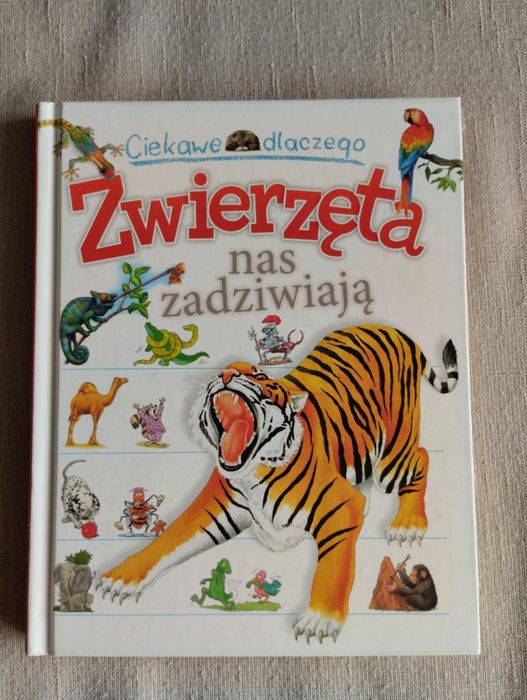 Ciekawe dlaczego
Zwierzęta
nas
zadziwiają